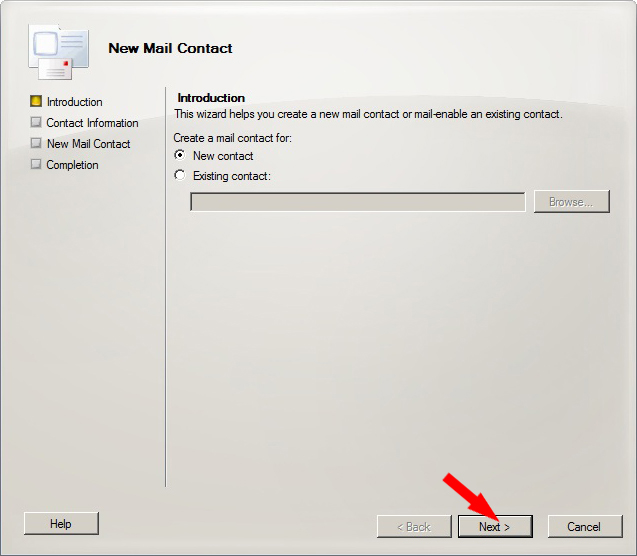 New Mail Contact
Introduction
Contact Information
New Mail Contact
Completion
Introduction
This wizard helps you create a new mail contact or mail-enable an existing contact.
Create a mail contact for:
New contact
Existing contact:
Browse...
Help
< Back
Next >
Cancel